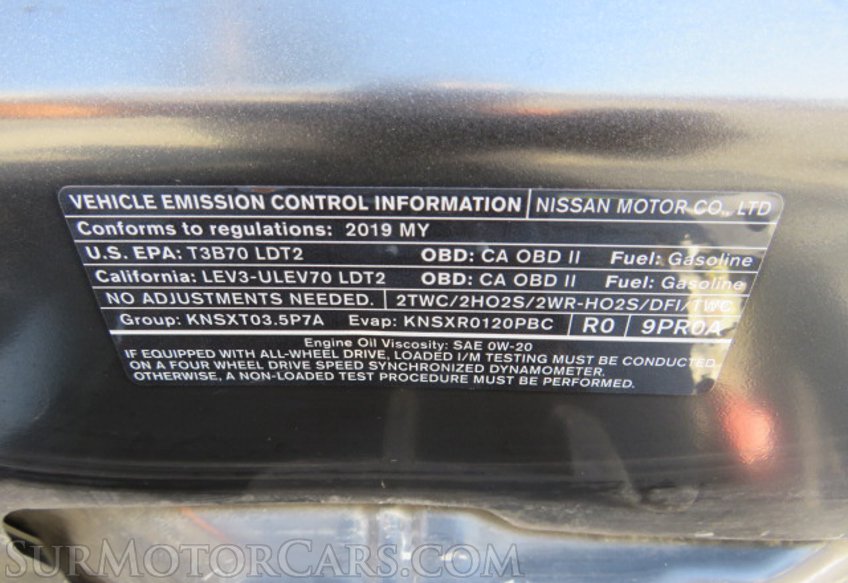 VEHICLE EMISSION CONTROL INFORMATION NISSAN MOTOR CO., LTD
Conforms to regulations: 2019 MY
U.S. EPA: T3B70 LDT2 OBD: CA OBD II Fuel: Gasoline
California: LEV3-ULEV70 LDT2 OBD: CA OBD II Fuel: Gasoline
NO ADJUSTMENTS NEEDED. 2TWC/2HO2S/2WR-HO2S/DFI/TWC
Group: KNSXT03.5P7A Evap: KNSXR0120PBC R0 9PR0A
Engine Oil Viscosity: SAE 0W-20
IF EQUIPPED WITH ALL-WHEEL DRIVE, LOADED I/M TESTING MUST BE CONDUCTED
ON A FOUR WHEEL DRIVE SPEED SYNCHRONIZED DYNAMOMETER.
OTHERWISE, A NON-LOADED TEST PROCEDURE MUST BE PERFORMED.
SurMotorCars.com